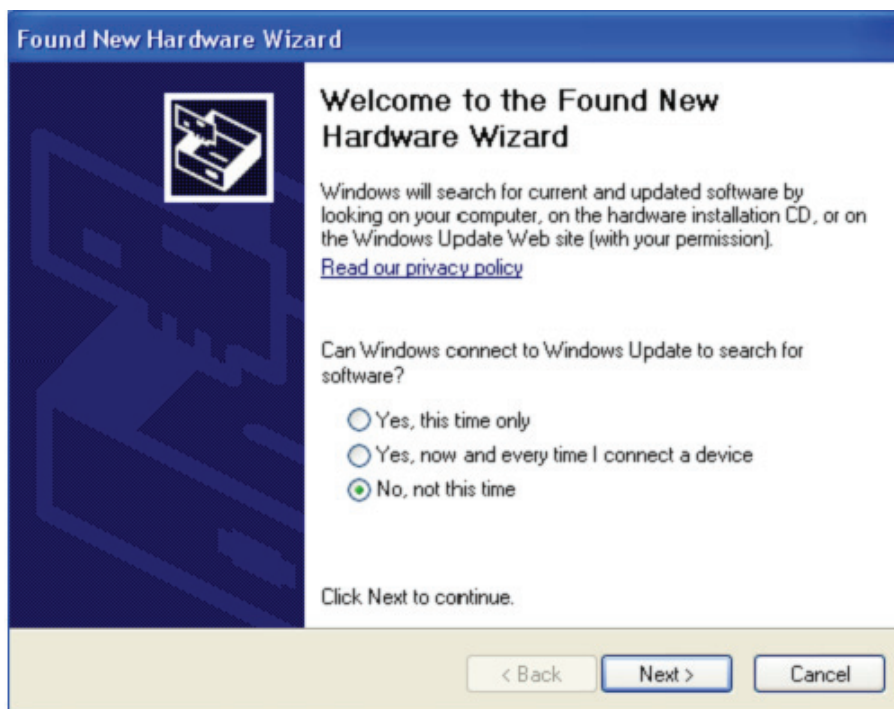 Found New Hardware Wizard
Welcome to the Found New
Hardware Wizard
Windows will search for current and updated software by
looking on your computer, on the hardware installation CD, or on
the Windows Update Web site (with your permission).
Read our privacy policy
Can Windows connect to Windows Update to search for
software?
Yes, this time only
Yes, now and every time I connect a device
No, not this time
Click Next to continue.
< Back
Next >
Cancel